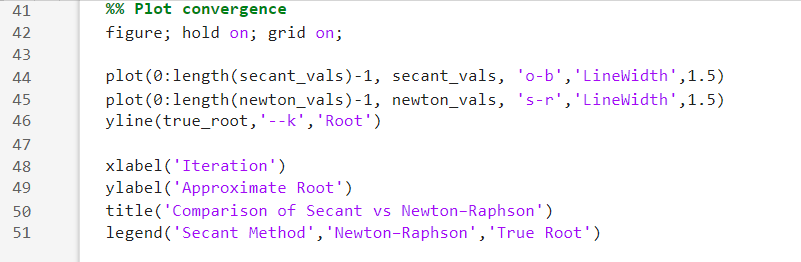 41 %% Plot convergence
42 figure; hold on; grid on;
43
44 plot(0:length(secant_vals)-1, secant_vals, 'o-b','LineWidth',1.5)
45 plot(0:length(newton_vals)-1, newton_vals, 's-r','LineWidth',1.5)
46 yline(true_root,'--k','Root')
47
48 xlabel('Iteration')
49 ylabel('Approximate Root')
50 title('Comparison of Secant vs Newton–Raphson')
51 legend('Secant Method','Newton–Raphson','True Root')